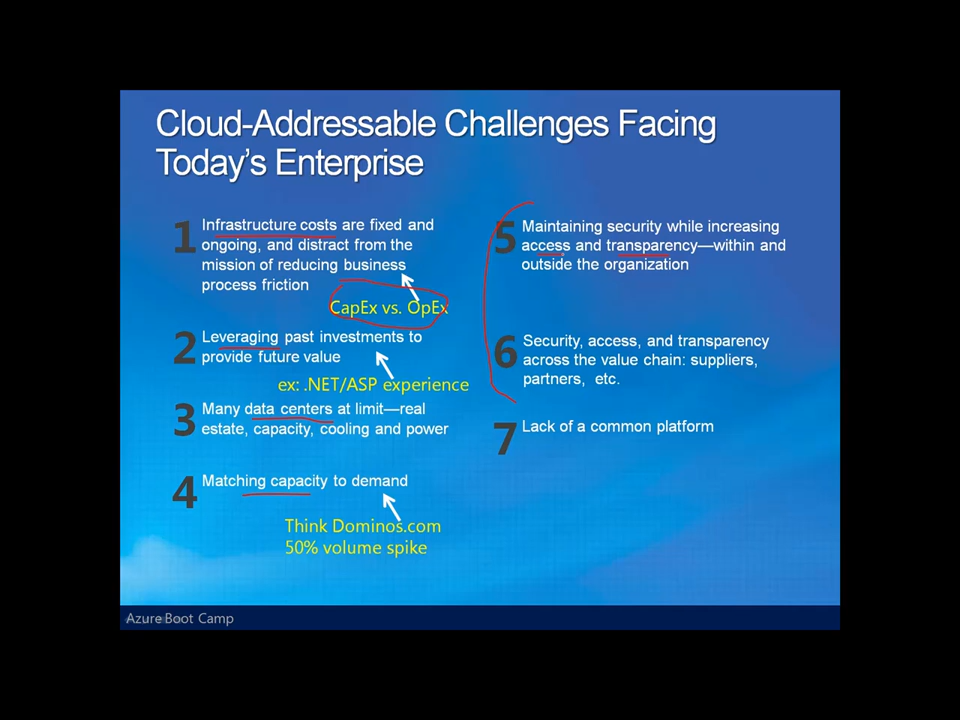 Cloud-Addressable Challenges Facing
Today's Enterprise
1
Infrastructure costs are fixed and
ongoing, and distract from the
mission of reducing business
process friction
CapEx vs. OpEx
2
Leveraging past investments to
provide future value
ex: .NET/ASP experience
3
Many data centers at limit—real
estate, capacity, cooling and power
4
Matching capacity to demand
Think Dominos.com
50% volume spike
5
Maintaining security while increasing
access and transparency—within and
outside the organization
6
Security, access, and transparency
across the value chain: suppliers,
partners, etc.
7
Lack of a common platform
Azure Boot Camp